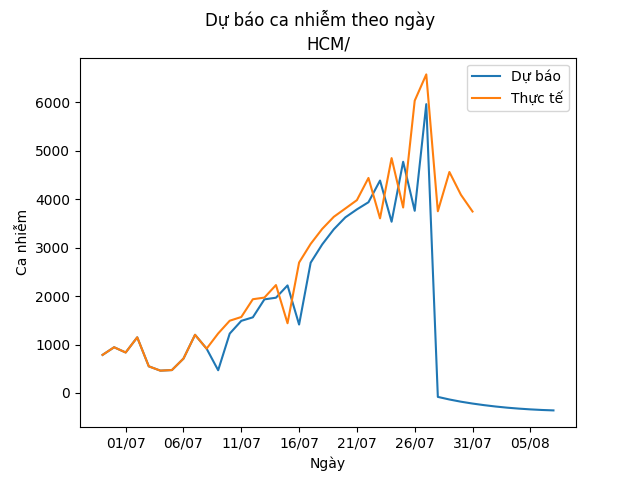 Dự báo ca nhiễm theo ngày
HCM/
Dự báo
Thực tế
Ca nhiễm
6000
5000
4000
3000
2000
1000
0
01/07 06/07 11/07 16/07 21/07 26/07 31/07 05/08
Ngày